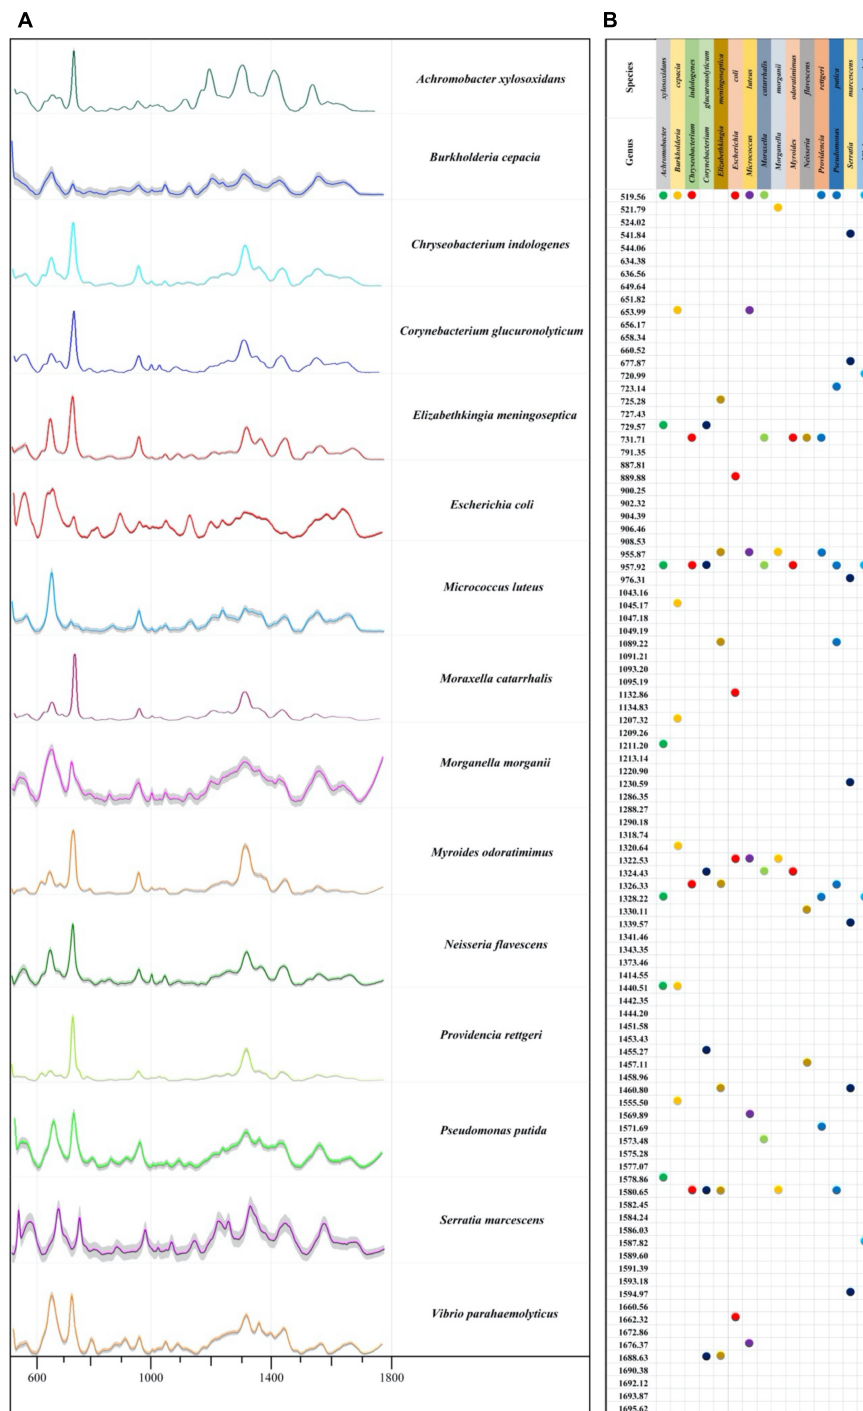 A
B
Achromobacter xylosoxidans
Burkholderia cepacia
Chryseobacterium indologenes
Corynebacterium glucuronolyticum
Elizabethkingia meningoseptica
Escherichia coli
Micrococcus luteus
Moraxella catarrhalis
Morganella morganii
Myroides odoratimimus
Neisseria flavescens
Providencia rettgeri
Pseudomonas putida
Serratia marcescens
Vibrio parahaemolyticus
600 1000 1400 1800
Species
xylosoxidans
cepacia
indologenes
glucuronolyticum
meningoseptica
coli
luteus
catarrhalis
morganii
odoratimimus
flavescens
rettgeri
putica
marcescens
Genus
Achromobacter
Burkholderia
Chryseobacterium
Corynebacterium
Elizabethkingia
Escherichia
Micrococcus
Moraxella
Morganella
Myroides
Neisseria
Providencia
Pseudomonas
Serratia
519.56
521.79
524.02
541.84
544.06
634.38
636.56
649.64
651.82
653.99
656.17
658.34
660.52
677.87
720.99
723.14
725.28
727.43
729.57
731.71
791.35
887.81
889.88
900.25
902.32
904.39
906.46
908.53
955.87
957.92
976.31
1043.16
1045.17
1047.18
1049.19
1089.22
1091.21
1093.20
1095.19
1132.86
1134.83
1207.32
1209.26
1211.20
1213.14
1220.90
1230.59
1286.35
1288.27
1290.18
1318.74
1320.64
1322.53
1324.43
1326.33
1328.22
1330.11
1339.57
1341.46
1343.35
1373.46
1414.55
1440.51
1442.35
1444.20
1451.58
1453.43
1455.27
1457.11
1458.96
1460.80
1555.50
1569.89
1571.69
1573.48
1575.28
1577.07
1578.86
1580.65
1582.45
1584.24
1586.03
1587.82
1589.60
1591.39
1593.18
1594.97
1660.56
1662.32
1672.86
1676.37
1688.63
1690.38
1692.12
1693.87
1695.62